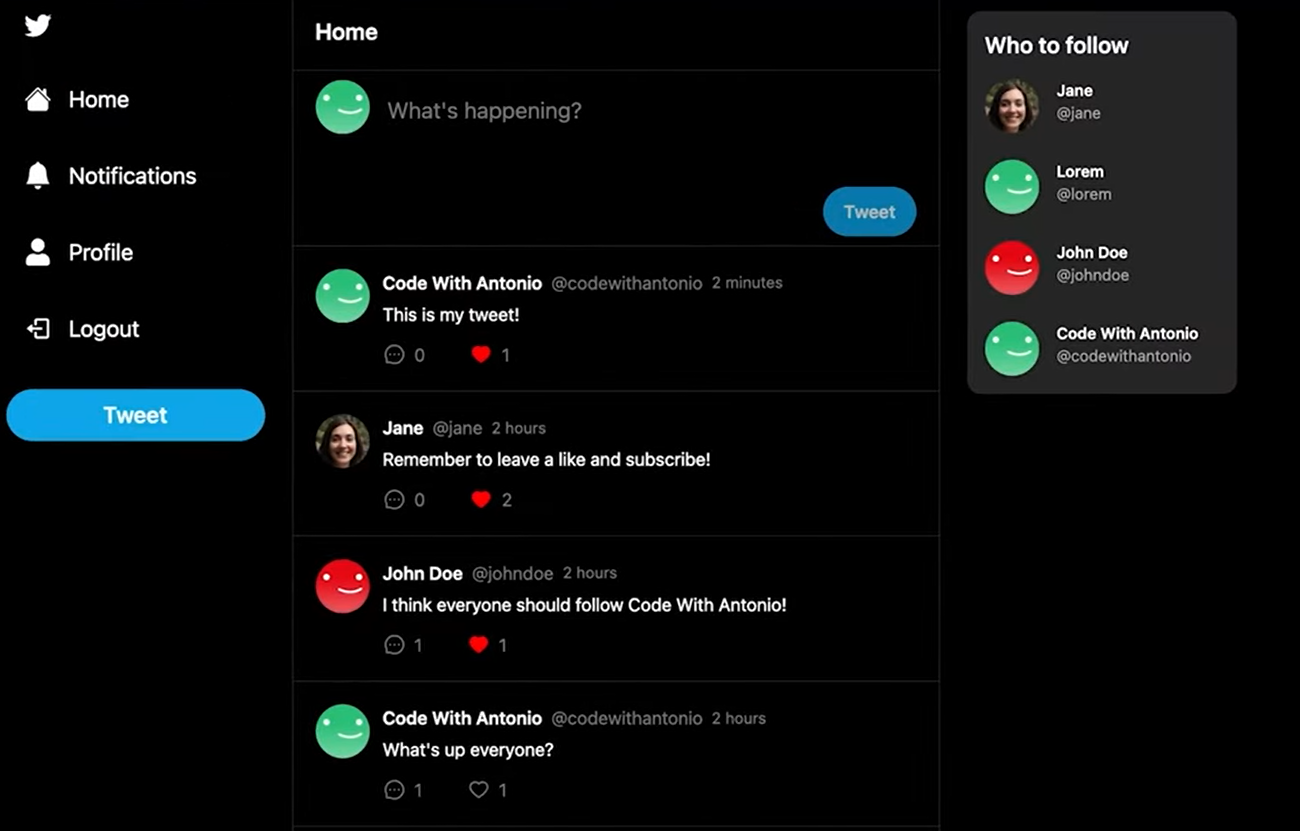 Home
Notifications
Profile
Logout
Tweet
Home
What's happening?
Tweet
Code With Antonio @codewithantonio 2 minutes
This is my tweet!
0 1
Jane @jane 2 hours
Remember to leave a like and subscribe!
0 2
John Doe @johndoe 2 hours
I think everyone should follow Code With Antonio!
1 1
Code With Antonio @codewithantonio 2 hours
What's up everyone?
1 1
Who to follow
Jane
@jane
Lorem
@lorem
John Doe
@johndoe
Code With Antonio
@codewithantonio